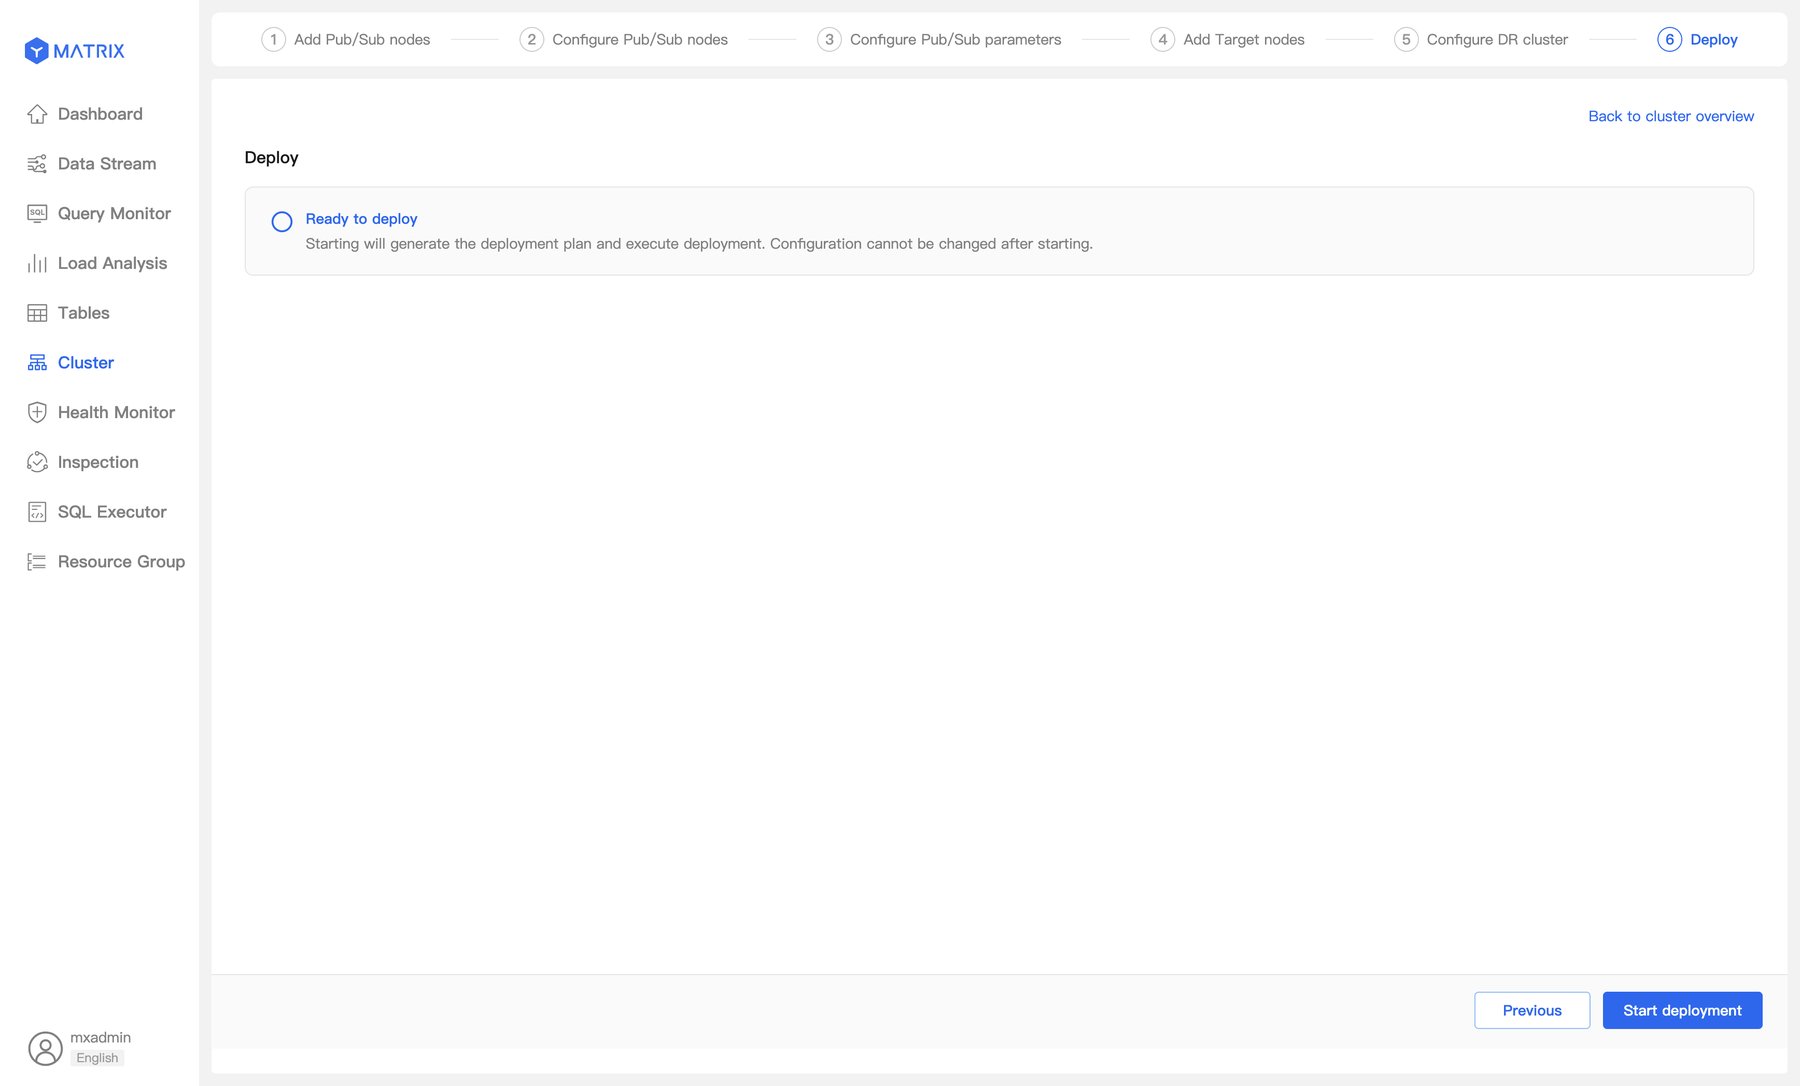 MATRIX
Dashboard
Data Stream
SQL
Query Monitor
Load Analysis
Tables
Cluster
Health Monitor
Inspection
SQL Executor
Resource Group
mxadmin
English
1 Add Pub/Sub nodes
2 Configure Pub/Sub nodes
3 Configure Pub/Sub parameters
4 Add Target nodes
5 Configure DR cluster
6 Deploy
Back to cluster overview
Deploy
Ready to deploy
Starting will generate the deployment plan and execute deployment. Configuration cannot be changed after starting.
Previous
Start deployment